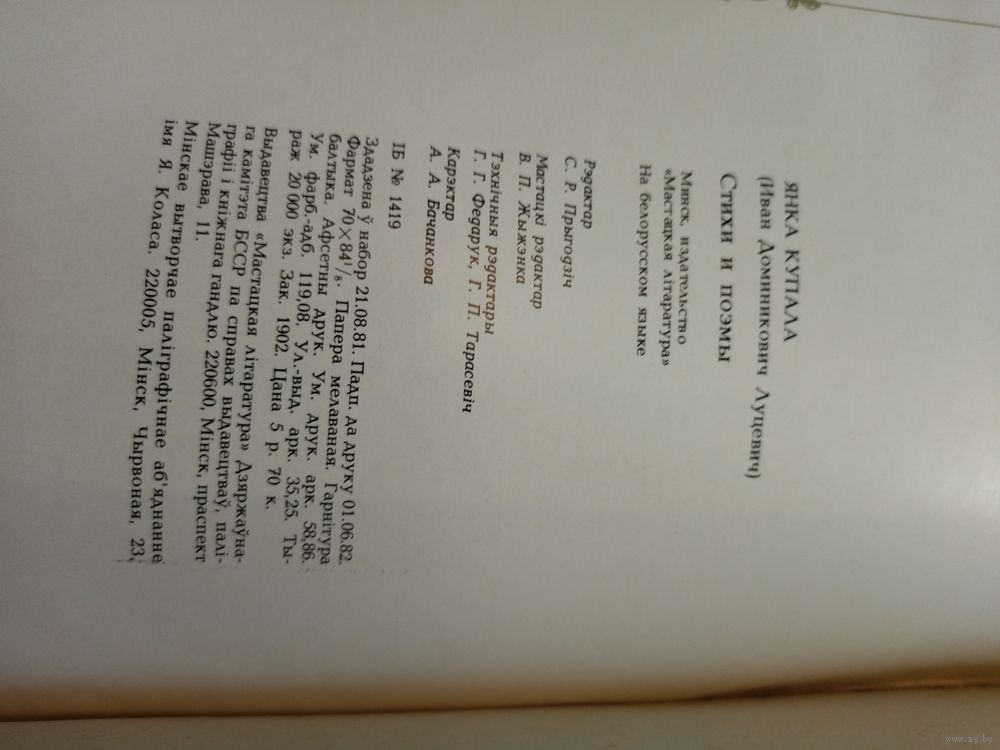 ЯНКА КУПАЛА
(Иван Доминикович Луцевич)
Стихи и поэмы
Минск, издательство
«Мастацкая літаратура»
На белорусском языке
Рэдактар
С. Р. Прыгодзіч
Мастацкі рэдактар
В. П. Жыжэнка
Тэхнічныя рэдактары
Г. Г. Федарук, Г. П. Тарасевіч
Карэктар
А. А. Бачанкова
ІБ № 1419
Здадзена ў набор 21.08.81. Падп. да друку 01.06.82.
Фармат 70×84¹/₈. Папера мелаваная. Гарнітура
балтыка. Афсетны друк. Ум. друк. арк. 58,86.
Ум. фарб.-адб. 119,08. Ул.-выд. арк. 35,25. Ты-
раж 20 000 экз. Зак. 1902. Цана 5 р. 70 к.
Выдавецтва «Мастацкая літаратура» Дзяржаўна-
га камітэта БССР па справах выдавецтваў, палі-
графіі і кніжнага гандлю. 220600, Мінск, праспект
Машэрава, 11.
Мінскае вытворчае паліграфічнае аб'яднанне
імя Я. Коласа. 220005, Мінск, Чырвоная, 23.
www.ay.by